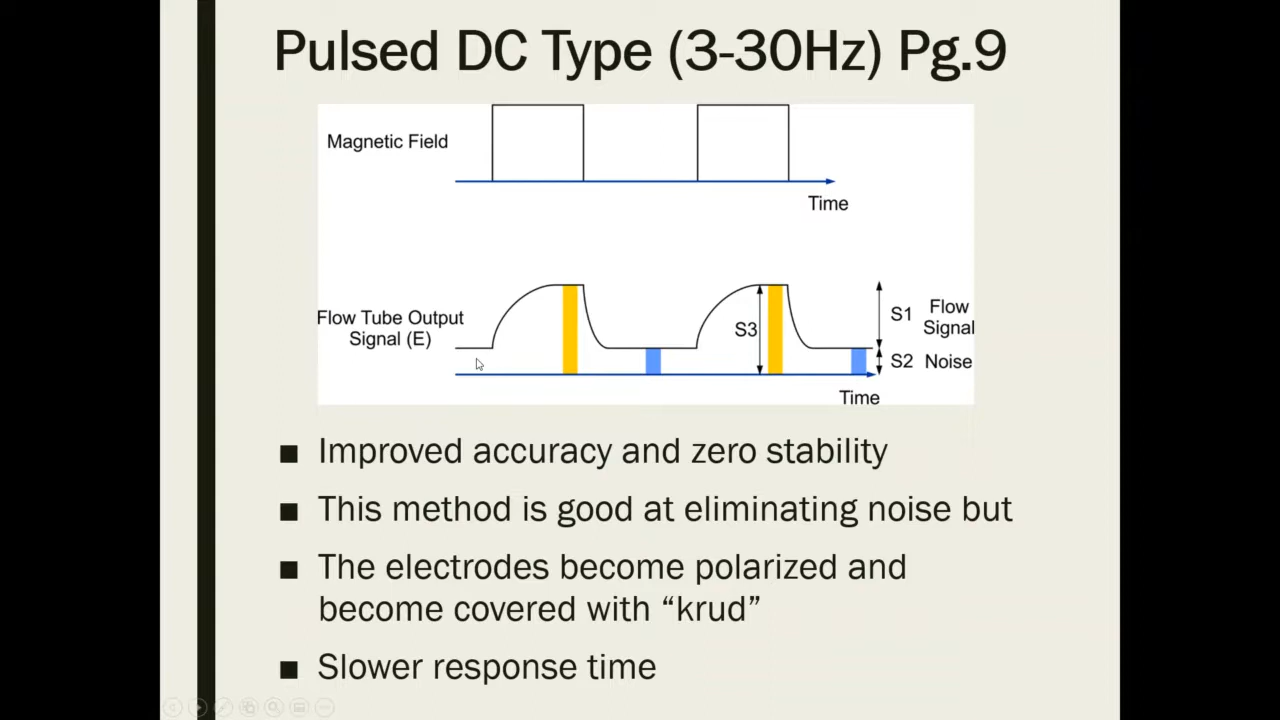 Pulsed DC Type (3-30Hz) Pg.9
Magnetic Field
Time
Flow Tube Output
Signal (E)
S3
S1
Flow
Signal
S2
Noise
Time
■ Improved accuracy and zero stability
■ This method is good at eliminating noise but
■ The electrodes become polarized and
become covered with “krud”
■ Slower response time